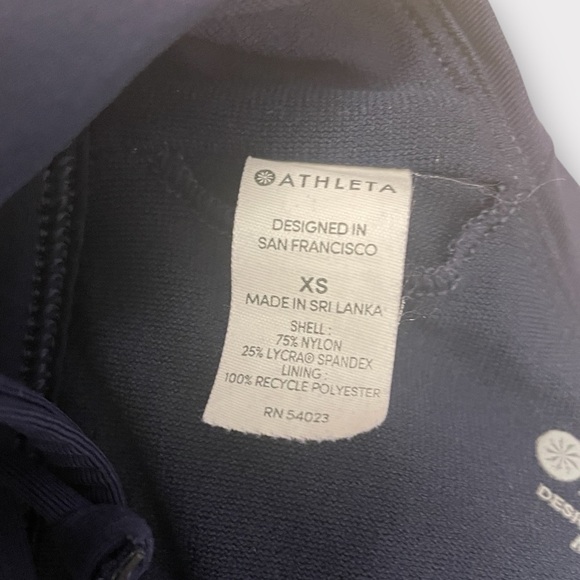 ATHLETA
DESIGNED IN
SAN FRANCISCO
XS
MADE IN SRI LANKA
SHELL :
75% NYLON
25% LYCRA® SPANDEX
LINING :
100% RECYCLE POLYESTER
RN 54023